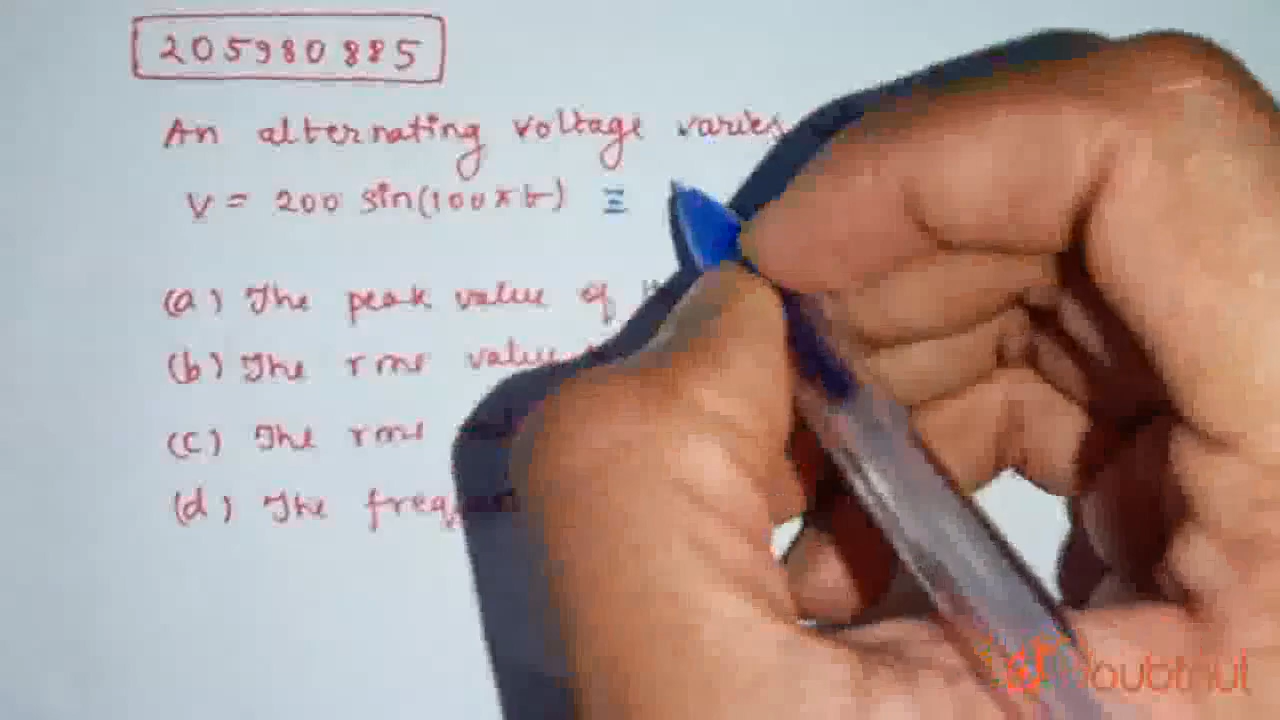 205980885
An alternating voltage varies
V = 200 sin(100πt) =
(a) The peak value of
(b) The rms value
(c) The rms
(d) The freq
doubtnut